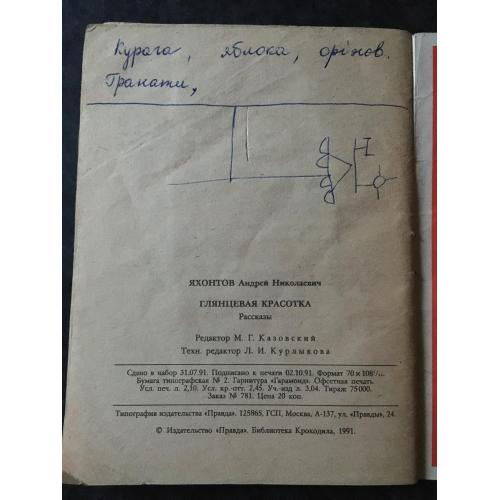 Курага, яблока, орінов.
Гранати,
ЯХОНТОВ Андрей Николаевич
ГЛЯНЦЕВАЯ КРАСОТКА
Рассказы
Редактор М. Г. Казовский
Техн. редактор Л. И. Курлыкова
Сдано в набор 31.07.91. Подписано к печати 02.10.91. Формат 70 × 108¹/₃₂.
Бумага типографская № 2. Гарнитура «Гарамонд». Офсетная печать.
Усл. печ. л. 2,10. Усл. кр.-отт. 2,45. Уч.-изд л. 3,04. Тираж 75000.
Заказ № 781. Цена 20 коп.
Типография издательства «Правда». 125865, ГСП, Москва, А-137, ул. «Правды», 24.
© Издательство «Правда». Библиотека Крокодила, 1991.